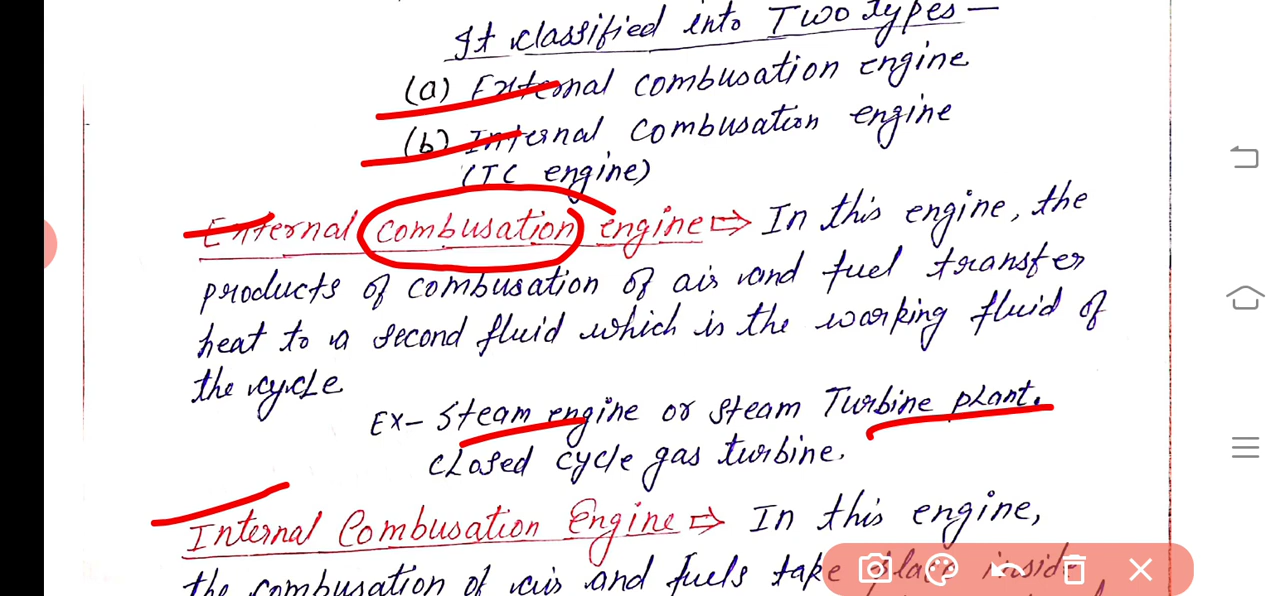 It classified into Two types —
(a) External combusation engine
(b) Internal combusation engine
(IC engine)
External combusation engine ⇨ In this engine, the
products of combusation of air and fuel transfer
heat to a second fluid which is the working fluid of
the cycle
EX- Steam engine or steam Turbine plant.
closed cycle gas turbine.
Internal Combusation Engine ⇨ In this engine,
the combusation of air and fuels take place inside